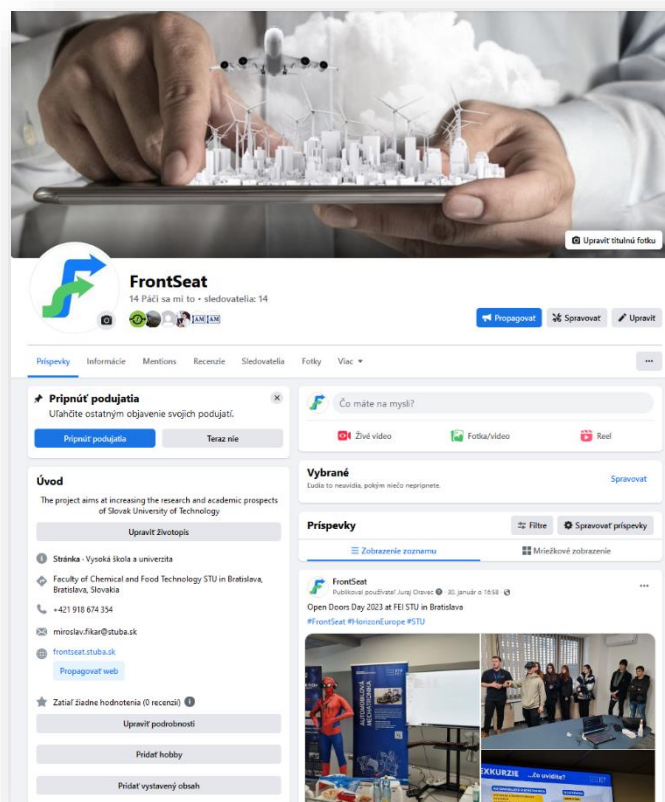 Upraviť titulnú fotku
FrontSeat
14 Páči sa mi to • sledovatelia: 14
IAM IAM
Propagovať
Spravovať
Upraviť
Príspevky
Informácie
Mentions
Recenzie
Sledovatelia
Fotky
Viac
Pripnúť podujatia
Uľahčite ostatným objavenie svojich podujatí.
Pripnúť podujatia
Teraz nie
Úvod
The project aims at increasing the research and academic prospects
of Slovak University of Technology
Upraviť životopis
Stránka · Vysoká škola a univerzita
Faculty of Chemical and Food Technology STU in Bratislava,
Bratislava, Slovakia
+421 918 674 354
miroslav.fikar@stuba.sk
frontseat.stuba.sk
Propagovať web
Zatiaľ žiadne hodnotenia (0 recenzií)
Upraviť podrobnosti
Pridať hobby
Pridať vystavený obsah
Čo máte na mysli?
Živé video
Fotka/video
Reel
Vybrané
Ľudia to neuvidia, pokým niečo nepripnete.
Spravovať
Príspevky
Filtre
Spravovať príspevky
Zobrazenie zoznamu
Mriežkové zobrazenie
FrontSeat
Publikoval používateľ Juraj Oravec · 30. január o 16:58 ·
Open Doors Day 2023 at FEI STU in Bratislava
#FrontSeat #HorizonEurope #STU
AUTOMOBILOVÁ
MECHATRONIKA
EXKURZIE ...čo uvidíte?